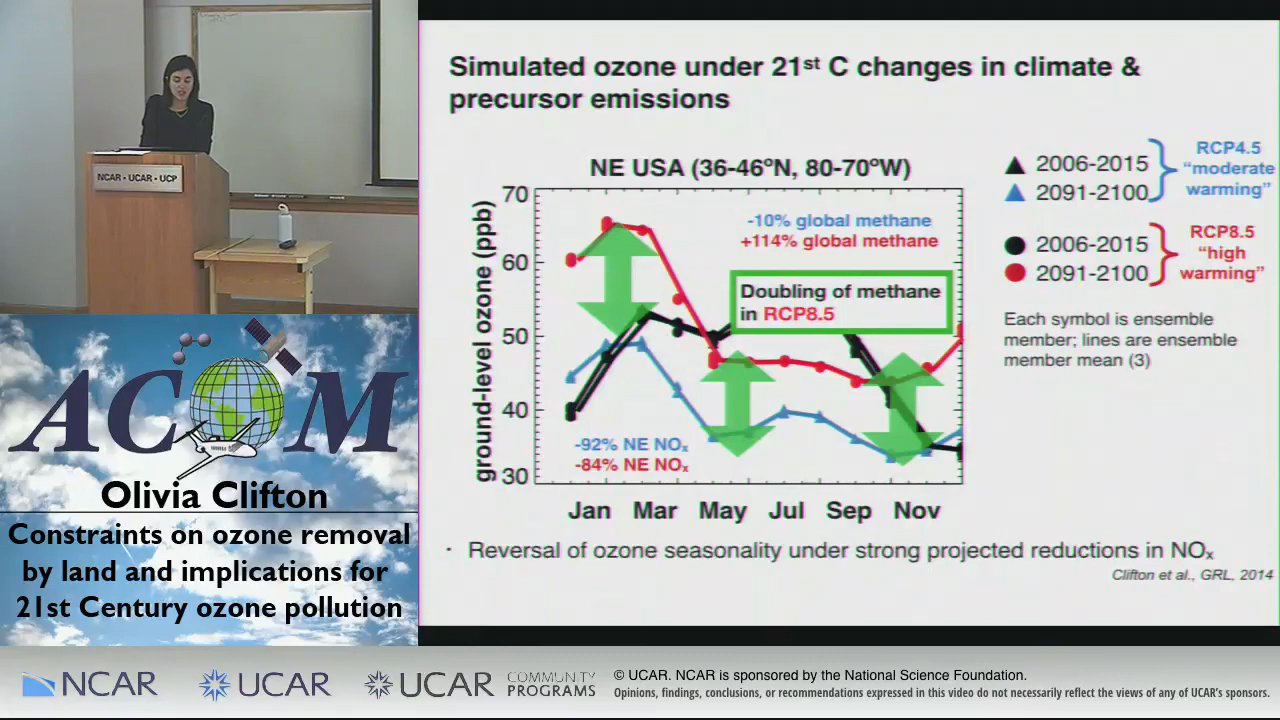 NCAR • UCAR • UCP
ACOM
Olivia Clifton
Constraints on ozone removal
by land and implications for
21st Century ozone pollution
Simulated ozone under 21st C changes in climate &
precursor emissions
NE USA (36-46ºN, 80-70ºW)
ground-level ozone (ppb)
70
60
50
40
30
-10% global methane
+114% global methane
Doubling of methane
in RCP8.5
-92% NE NOₓ
-84% NE NOₓ
Jan Mar May Jul Sep Nov
2006-2015
2091-2100
RCP4.5
“moderate
warming”
2006-2015
2091-2100
RCP8.5
“high
warming”
Each symbol is ensemble
member; lines are ensemble
member mean (3)
· Reversal of ozone seasonality under strong projected reductions in NOₓ
Clifton et al., GRL, 2014
NCAR
UCAR
UCAR
COMMUNITY
PROGRAMS
© UCAR. NCAR is sponsored by the National Science Foundation.
Opinions, findings, conclusions, or recommendations expressed in this video do not necessarily reflect the views of any of UCAR's sponsors.